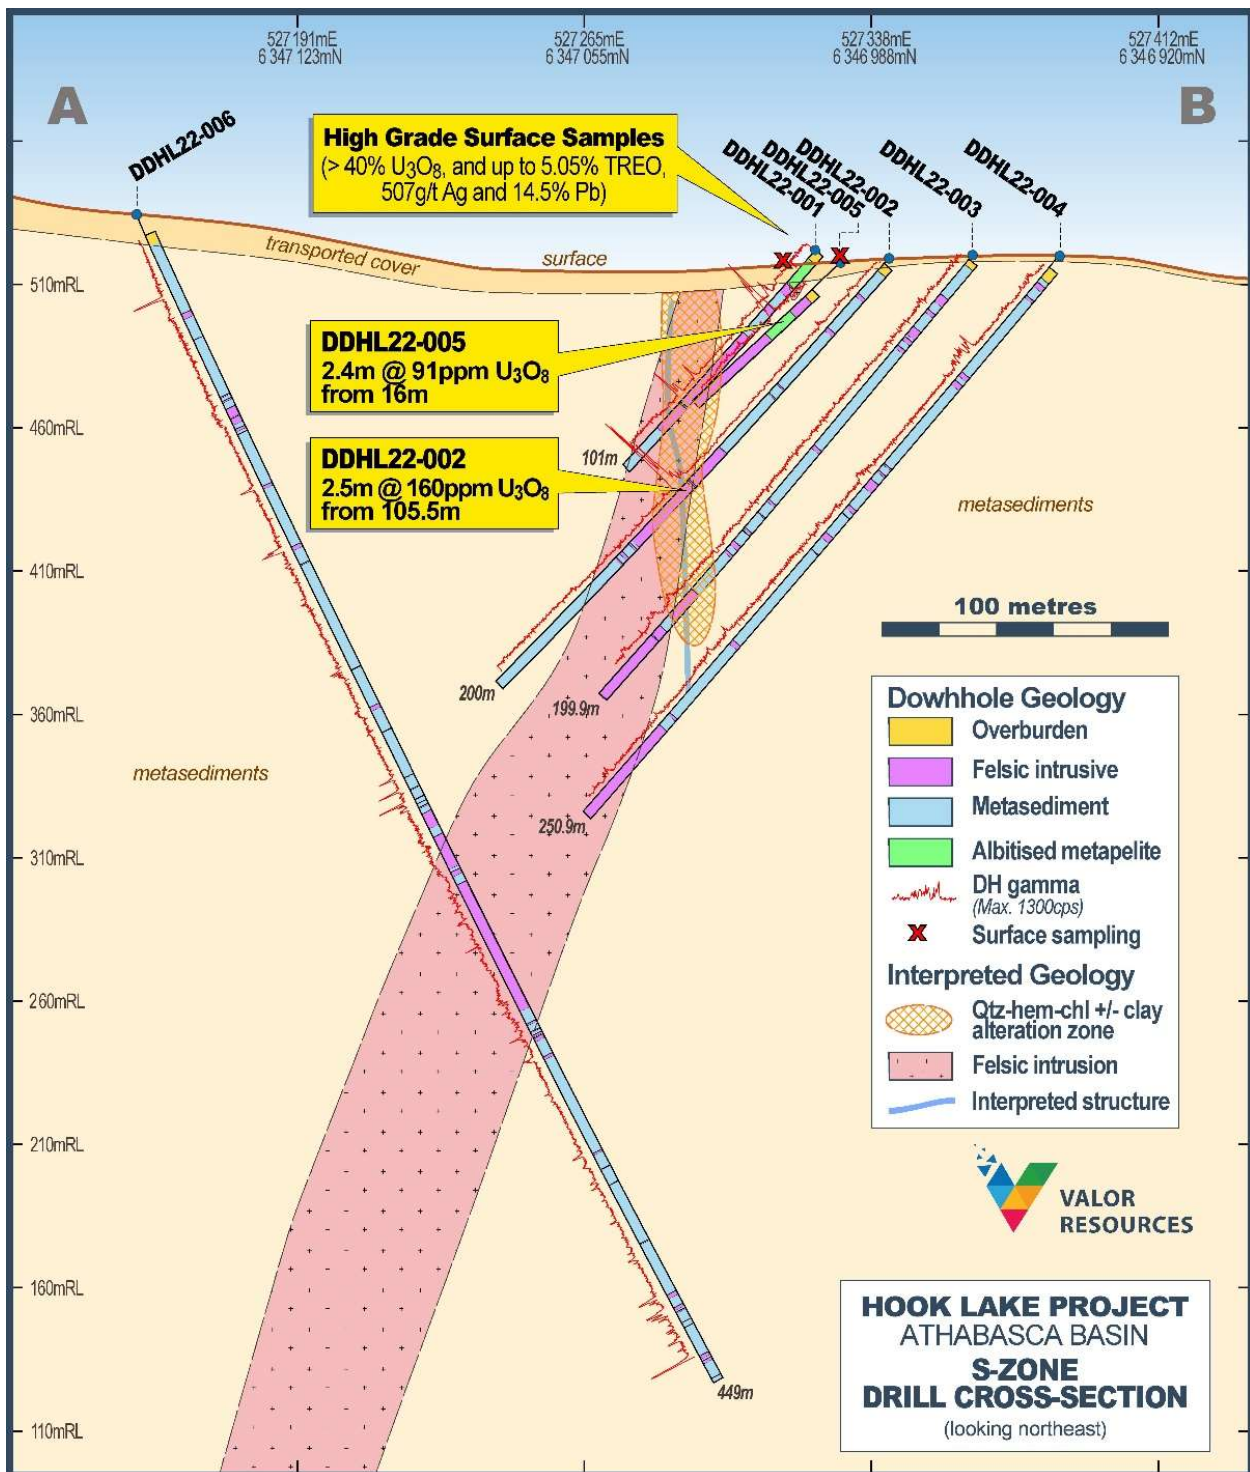 527 191mE
6 347 123mN
527 265mE
6 347 055mN
527 338mE
6 346 988mN
527 412mE
6 346 920mN
A
B
DDHL22-006
High Grade Surface Samples
(> 40% U₃O₈, and up to 5.05% TREO,
507g/t Ag and 14.5% Pb)
DDHL22-001
DDHL22-005
DDHL22-002
DDHL22-003
DDHL22-004
transported cover
surface
510mRL
DDHL22-005
2.4m @ 91ppm U₃O₈
from 16m
460mRL
101m
DDHL22-002
2.5m @ 160ppm U₃O₈
from 105.5m
metasediments
410mRL
100 metres
200m
199.9m
360mRL
metasediments
250.9m
310mRL
260mRL
210mRL
160mRL
449m
110mRL
Dowhhole Geology
Overburden
Felsic intrusive
Metasediment
Albitised metapelite
DH gamma
(Max. 1300cps)
Surface sampling
Interpreted Geology
Qtz-hem-chl +/- clay
alteration zone
Felsic intrusion
Interpreted structure
VALOR
RESOURCES
HOOK LAKE PROJECT
ATHABASCA BASIN
S-ZONE
DRILL CROSS-SECTION
(looking northeast)